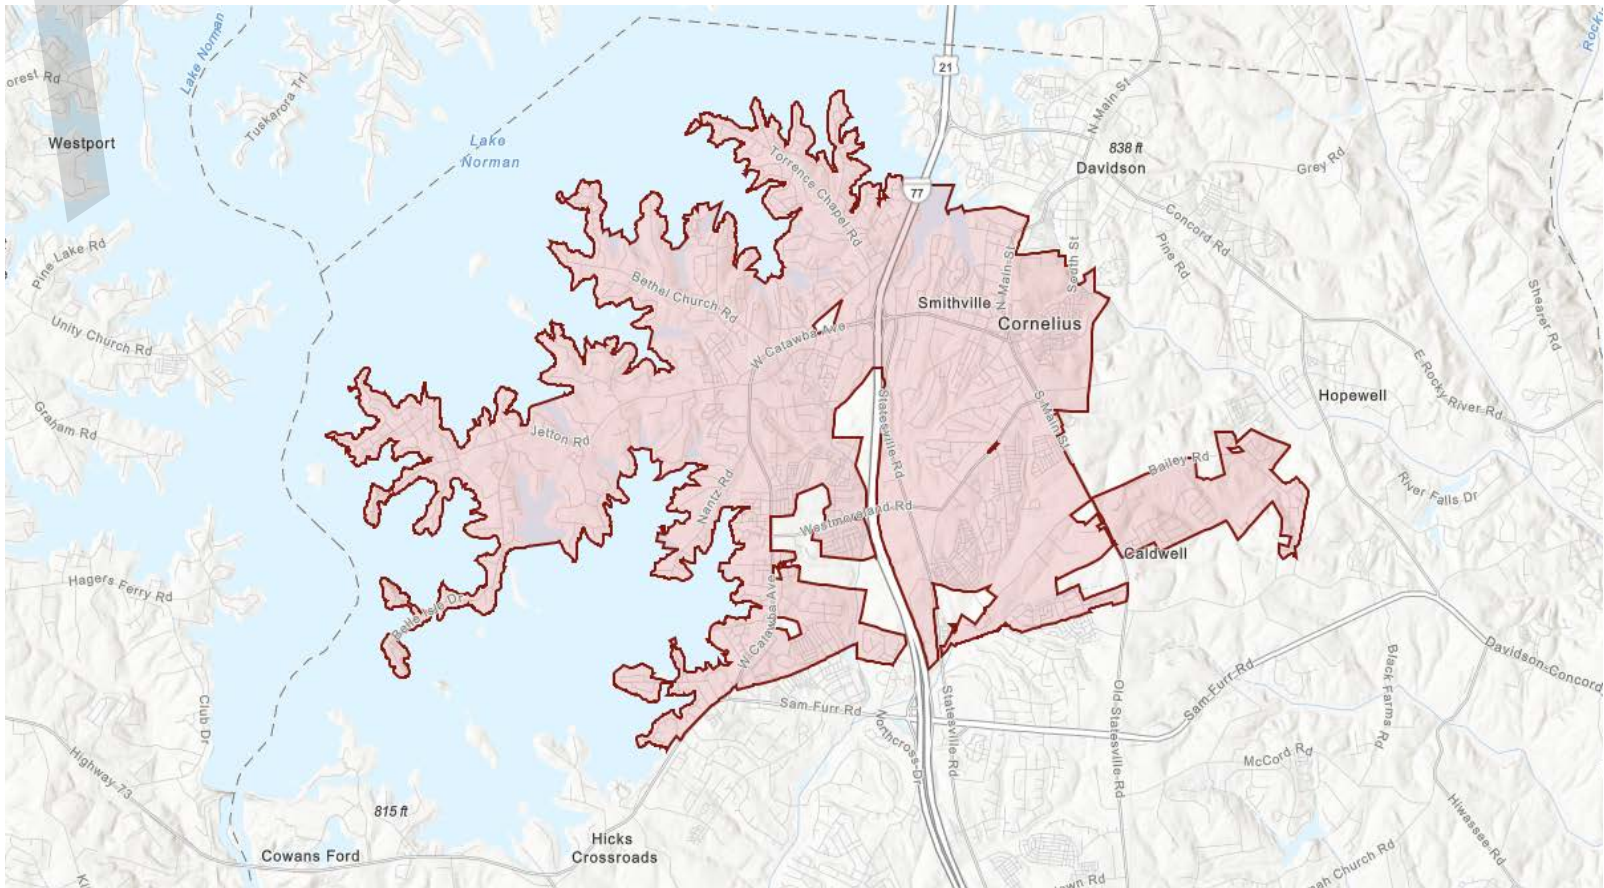 Lake Norman
21
orest Rd
Tuskarora Trl
N Main St
Westport
Lake
Norman
838 ft
Davidson
Grey Rd
Torrence Chapel Rd
77
Concord Rd
Pine Lake Rd
Pine Rd
South St
N Main St
Bethel Church Rd
Smithville
Cornelius
Shearer Rd
Unity Church Rd
W Catawba Ave
E Rocky River Rd
Hopewell
Graham Rd
Jetton Rd
Statesville Rd
S Main St
Bailey Rd
Nantz Rd
River Falls Dr
Westmoreland Rd
Caldwell
Hagers Ferry Rd
Belle Isle Dr
W Catawba Ave
Davidson-Concord
Sam Furr Rd
Black Farms Rd
Club Dr
Sam Furr Rd
Northcross Dr
Statesville Rd
Old Statesville Rd
McCord Rd
Highway 73
815 ft
Hiwassee Rd
Hicks
Crossroads
Cowans Ford